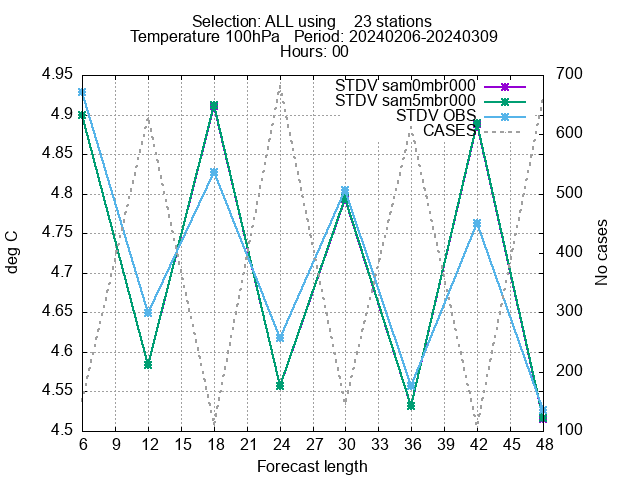 Selection: ALL using    23 stations
Temperature 100hPa   Period: 20240206-20240309
Hours: 00
STDV sam0mbr000
STDV sam5mbr000
STDV OBS
CASES
deg C
4.95
4.9
4.85
4.8
4.75
4.7
4.65
4.6
4.55
4.5
700
600
500
400
300
200
100
No cases
6 9 12 15 18 21 24 27 30 33 36 39 42 45 48
Forecast length